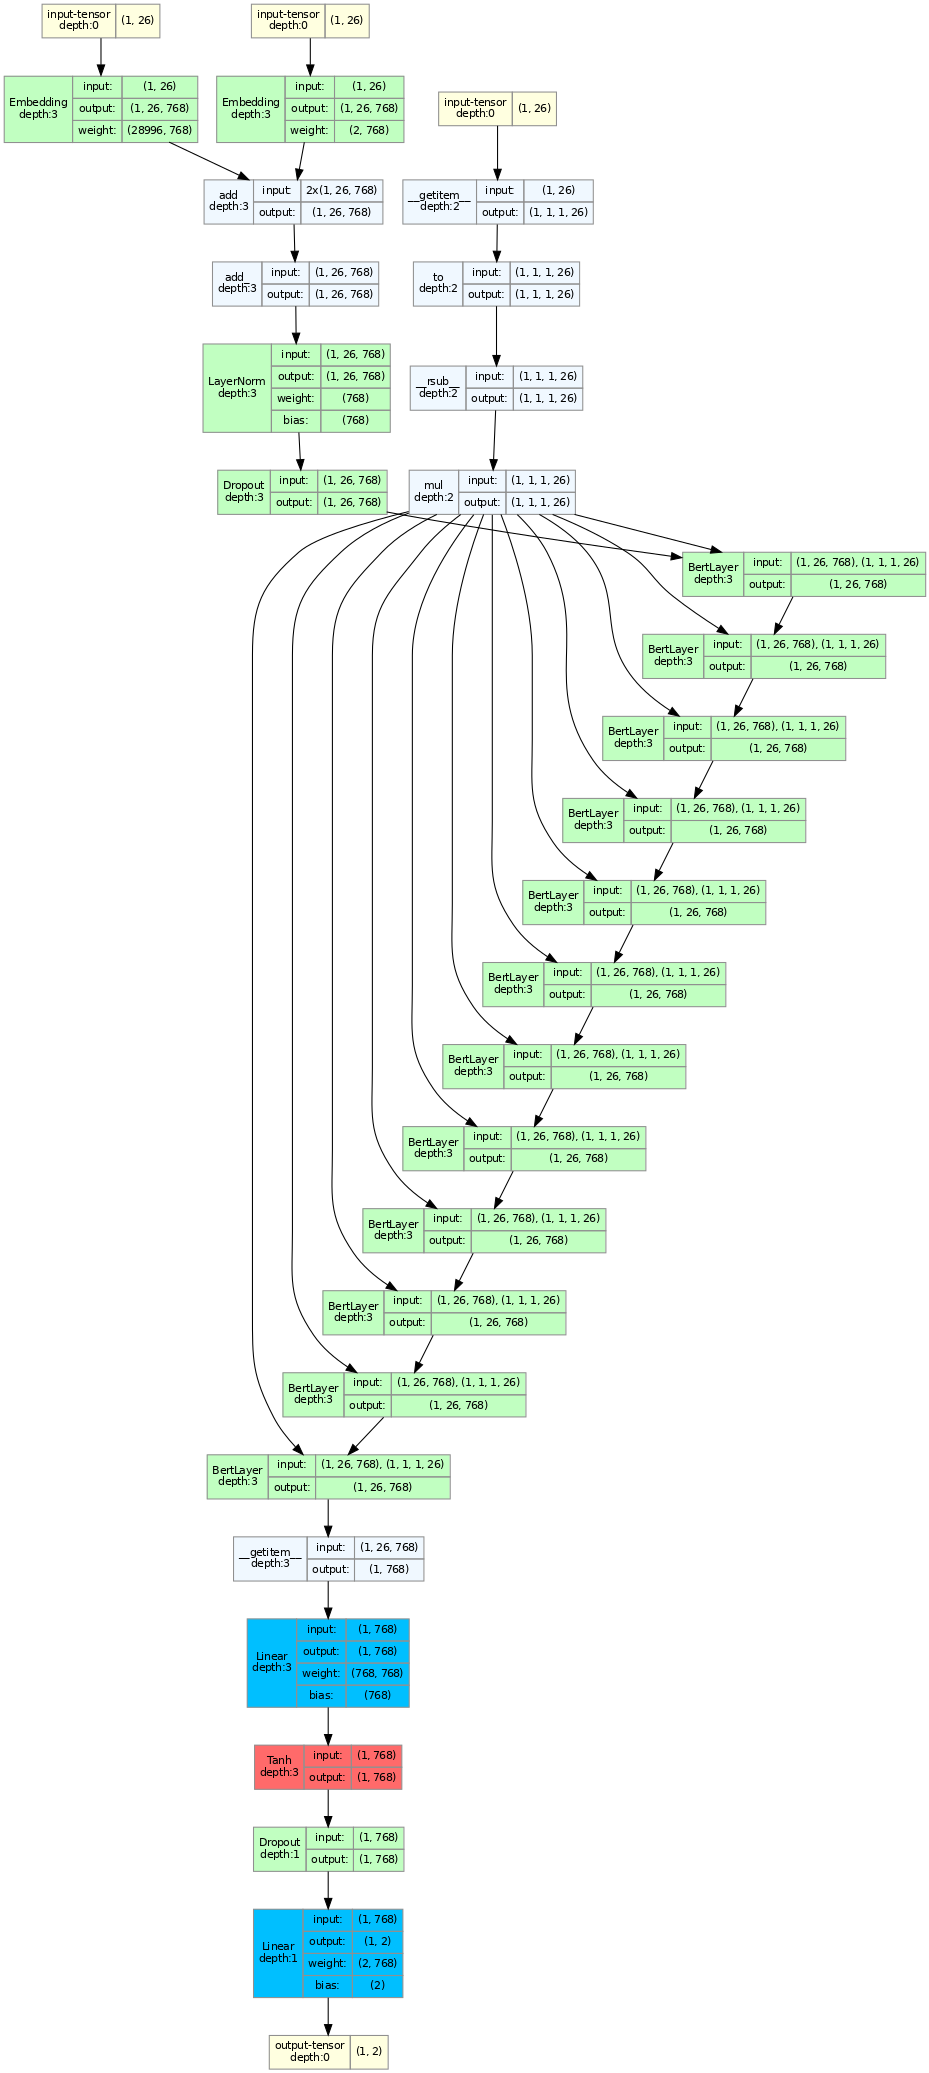 input-tensor
depth:0
(1, 26)
input-tensor
depth:0
(1, 26)
Embedding
depth:3
input:
(1, 26)
output:
(1, 26, 768)
weight:
(28996, 768)
Embedding
depth:3
input:
(1, 26)
output:
(1, 26, 768)
weight:
(2, 768)
input-tensor
depth:0
(1, 26)
add
depth:3
input:
2x(1, 26, 768)
output:
(1, 26, 768)
__getitem__
depth:2
input:
(1, 26)
output:
(1, 1, 1, 26)
add_
depth:3
input:
(1, 26, 768)
output:
(1, 26, 768)
to
depth:2
input:
(1, 1, 1, 26)
output:
(1, 1, 1, 26)
LayerNorm
depth:3
input:
(1, 26, 768)
output:
(1, 26, 768)
weight:
(768)
bias:
(768)
__rsub__
depth:2
input:
(1, 1, 1, 26)
output:
(1, 1, 1, 26)
Dropout
depth:3
input:
(1, 26, 768)
output:
(1, 26, 768)
mul
depth:2
input:
(1, 1, 1, 26)
output:
(1, 1, 1, 26)
BertLayer
depth:3
input:
(1, 26, 768), (1, 1, 1, 26)
output:
(1, 26, 768)
BertLayer
depth:3
input:
(1, 26, 768), (1, 1, 1, 26)
output:
(1, 26, 768)
BertLayer
depth:3
input:
(1, 26, 768), (1, 1, 1, 26)
output:
(1, 26, 768)
BertLayer
depth:3
input:
(1, 26, 768), (1, 1, 1, 26)
output:
(1, 26, 768)
BertLayer
depth:3
input:
(1, 26, 768), (1, 1, 1, 26)
output:
(1, 26, 768)
BertLayer
depth:3
input:
(1, 26, 768), (1, 1, 1, 26)
output:
(1, 26, 768)
BertLayer
depth:3
input:
(1, 26, 768), (1, 1, 1, 26)
output:
(1, 26, 768)
BertLayer
depth:3
input:
(1, 26, 768), (1, 1, 1, 26)
output:
(1, 26, 768)
BertLayer
depth:3
input:
(1, 26, 768), (1, 1, 1, 26)
output:
(1, 26, 768)
BertLayer
depth:3
input:
(1, 26, 768), (1, 1, 1, 26)
output:
(1, 26, 768)
BertLayer
depth:3
input:
(1, 26, 768), (1, 1, 1, 26)
output:
(1, 26, 768)
BertLayer
depth:3
input:
(1, 26, 768), (1, 1, 1, 26)
output:
(1, 26, 768)
__getitem__
depth:3
input:
(1, 26, 768)
output:
(1, 768)
Linear
depth:3
input:
(1, 768)
output:
(1, 768)
weight:
(768, 768)
bias:
(768)
Tanh
depth:3
input:
(1, 768)
output:
(1, 768)
Dropout
depth:1
input:
(1, 768)
output:
(1, 768)
Linear
depth:1
input:
(1, 768)
output:
(1, 2)
weight:
(2, 768)
bias:
(2)
output-tensor
depth:0
(1, 2)